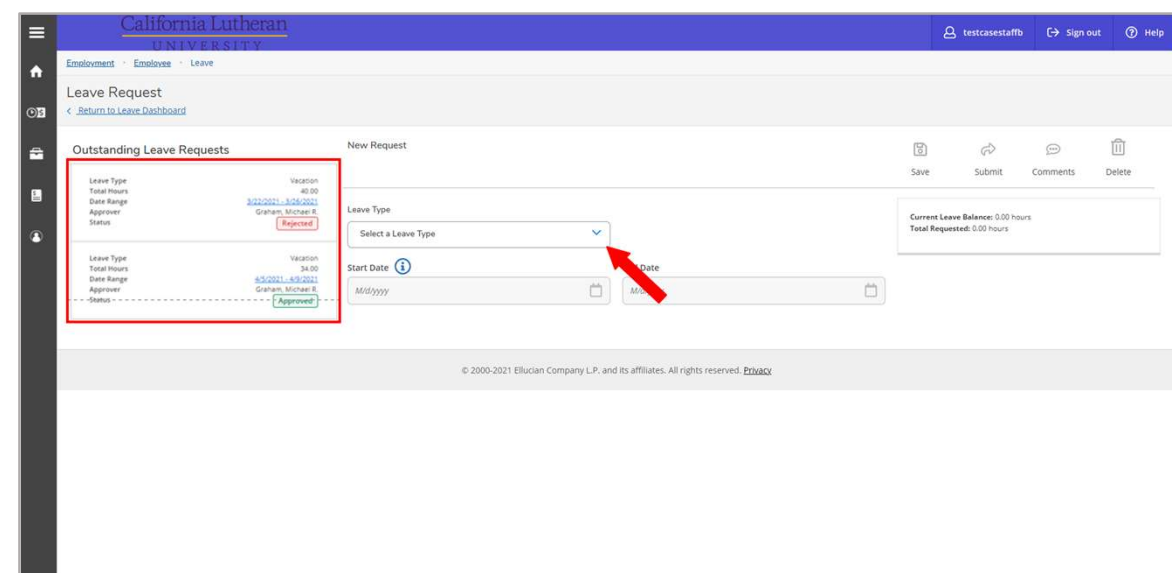 California Lutheran
UNIVERSITY
testcasestaffb
Sign out
Help
Employment
Employee
Leave
Leave Request
Return to Leave Dashboard
Outstanding Leave Requests
Leave Type Vacation
Total Hours 40.00
Date Range 3/22/2021 - 3/26/2021
Approver Graham, Michael R.
Status Rejected
Leave Type Vacation
Total Hours 34.00
Date Range 4/5/2021 - 4/9/2021
Approver Graham, Michael R.
Status Approved
New Request
Save
Submit
Comments
Delete
Leave Type
Select a Leave Type
Start Date
Date
M/d/yyyy
Current Leave Balance: 0.00 hours
Total Requested: 0.00 hours
© 2000-2021 Ellucian Company L.P. and its affiliates. All rights reserved. Privacy